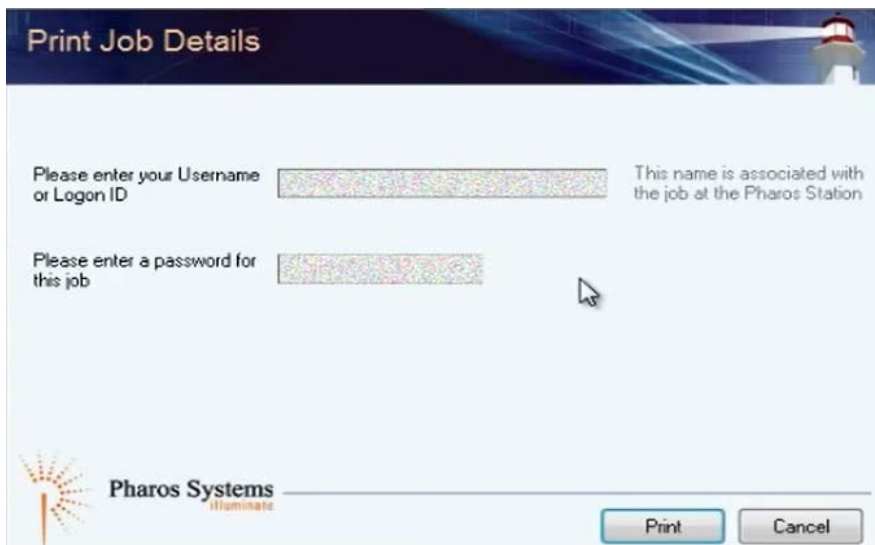 Print Job Details
Please enter your Username
or Logon ID
This name is associated with
the job at the Pharos Station
Please enter a password for
this job
Pharos Systems
illuminate
Print
Cancel